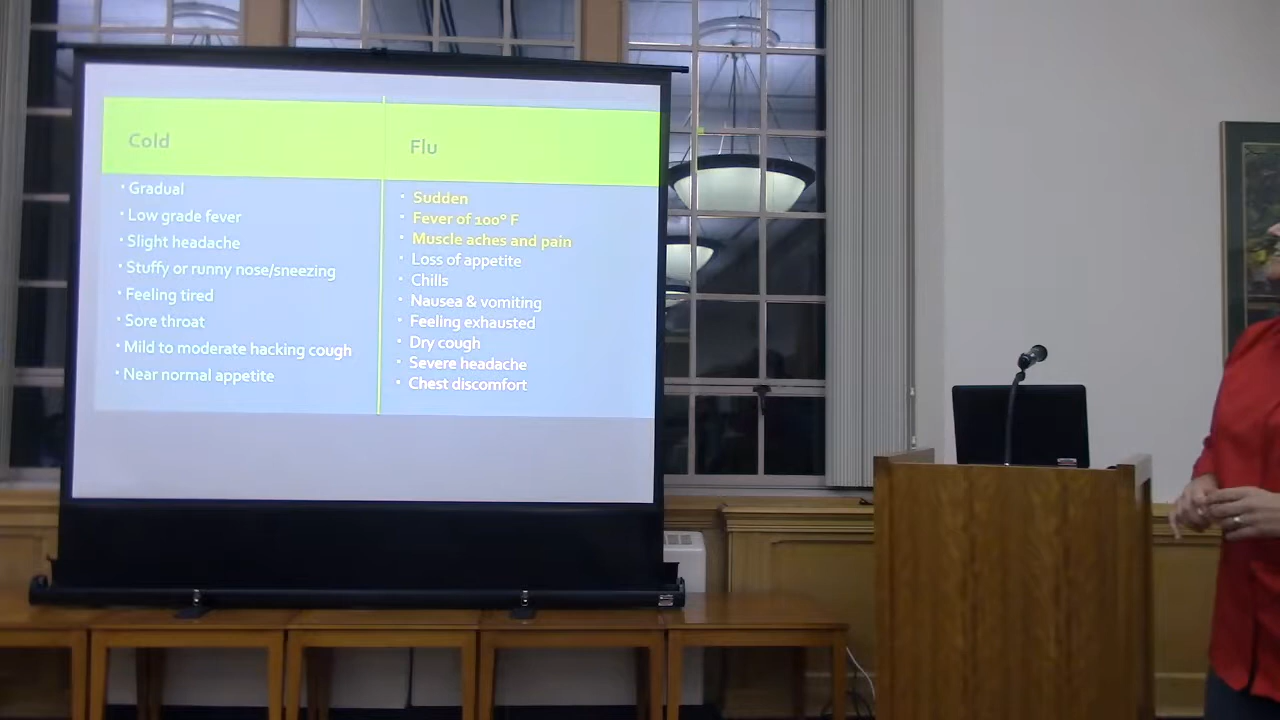 Cold
• Gradual
• Low grade fever
• Slight headache
• Stuffy or runny nose/sneezing
• Feeling tired
• Sore throat
• Mild to moderate hacking cough
• Near normal appetite
Flu
• Sudden
• Fever of 100° F
• Muscle aches and pain
• Loss of appetite
• Chills
• Nausea & vomiting
• Feeling exhausted
• Dry cough
• Severe headache
• Chest discomfort